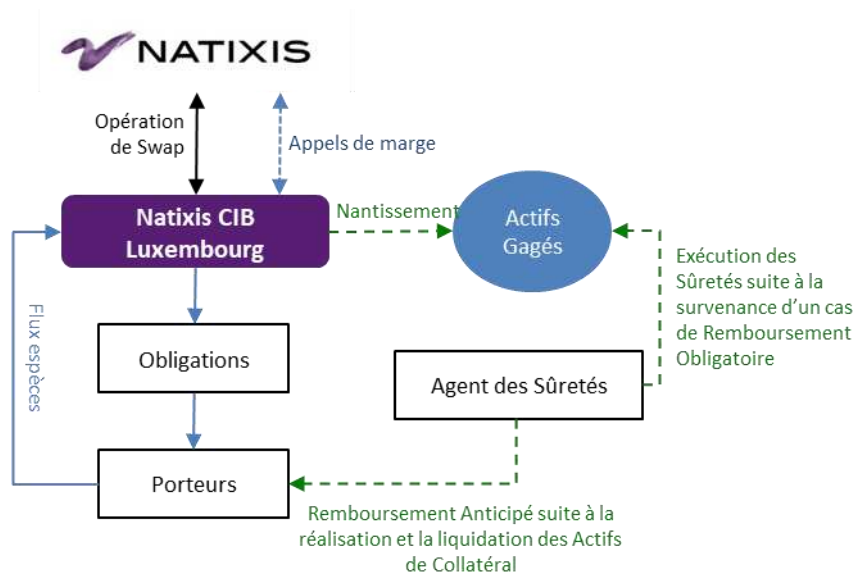 NATIXIS
Opération
de Swap
Appels de marge
Natixis CIB
Luxembourg
Nantissement
Actifs
Gagés
Exécution des
Sûretés suite à la
survenance d'un cas
de Remboursement
Obligatoire
Flux espèces
Obligations
Agent des Sûretés
Porteurs
Remboursement Anticipé suite à la
réalisation et la liquidation des Actifs
de Collatéral